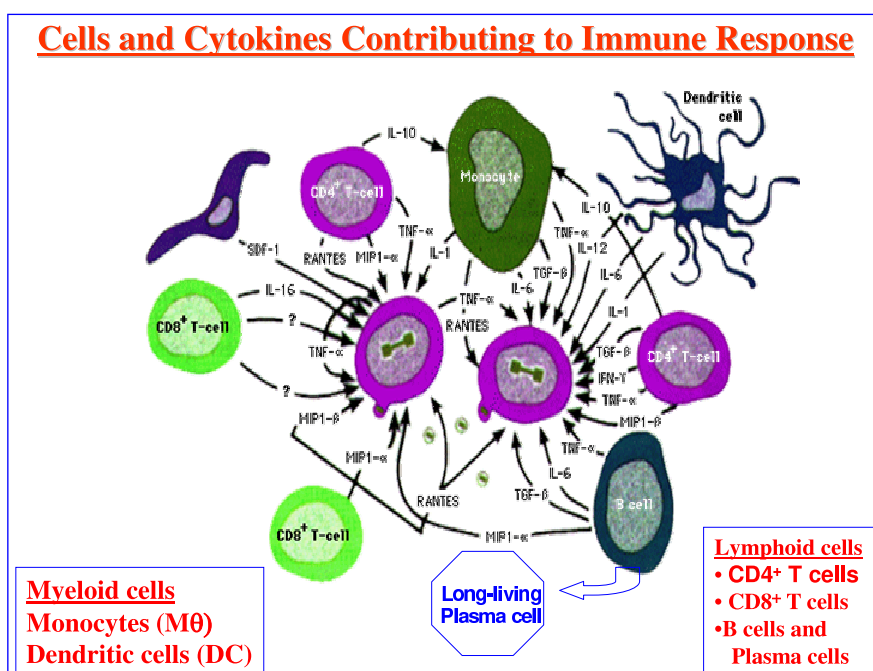 Cells and Cytokines Contributing to Immune Response
Dendritic
cell
IL-10
CD4⁺ T-cell
Monocyte
IL-10
TNF-α
SDF-1
RANTES
MIP1-α
TNF-α
IL-1
IL-12
TGF-β
IL-6
IL-6
IL-16
CD8⁺ T-cell
?
TNF-α
RANTES
IL-1
TNF-α
TGF-β
CD4⁺ T-cell
IFN-γ
TNF-α
?
MIP1-β
MIP1-β
MIP1-α
TNF-α
IL-6
TGF-β
RANTES
B cell
CD8⁺ T-cell
MIP1-α
Long-living
Plasma cell
Myeloid cells
Monocytes (Mθ)
Dendritic cells (DC)
Lymphoid cells
• CD4⁺ T cells
• CD8⁺ T cells
•B cells and
Plasma cells